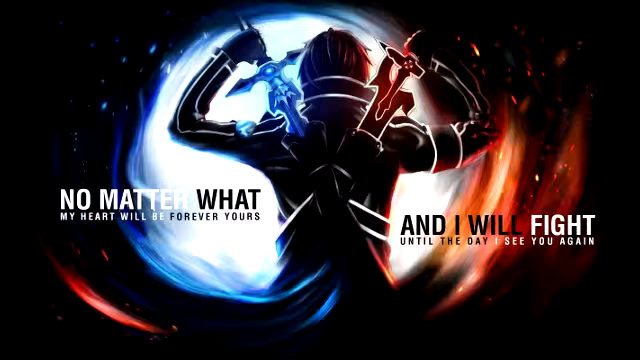 NO MATTER WHAT
MY HEART WILL BE FOREVER YOURS
AND I WILL FIGHT
UNTIL THE DAY I SEE YOU AGAIN